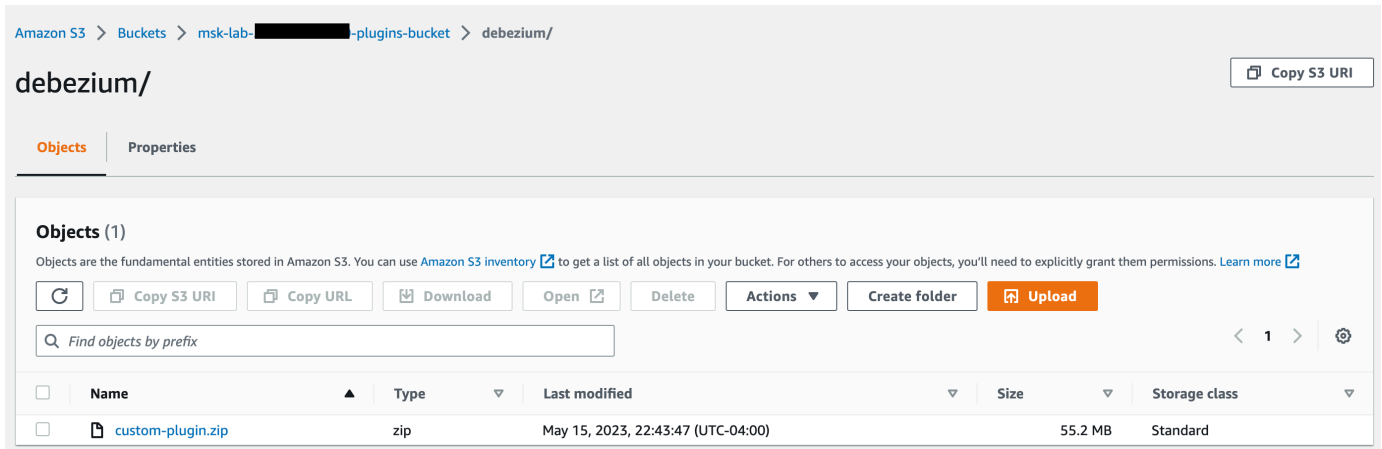 Amazon S3 > Buckets > msk-lab- -plugins-bucket > debezium/
debezium/
Copy S3 URI
Objects Properties
Objects (1)
Objects are the fundamental entities stored in Amazon S3. You can use Amazon S3 inventory to get a list of all objects in your bucket. For others to access your objects, you'll need to explicitly grant them permissions. Learn more
Copy S3 URI Copy URL Download Open Delete Actions Create folder Upload
Find objects by prefix
1
Name Type Last modified Size Storage class
custom-plugin.zip zip May 15, 2023, 22:43:47 (UTC-04:00) 55.2 MB Standard